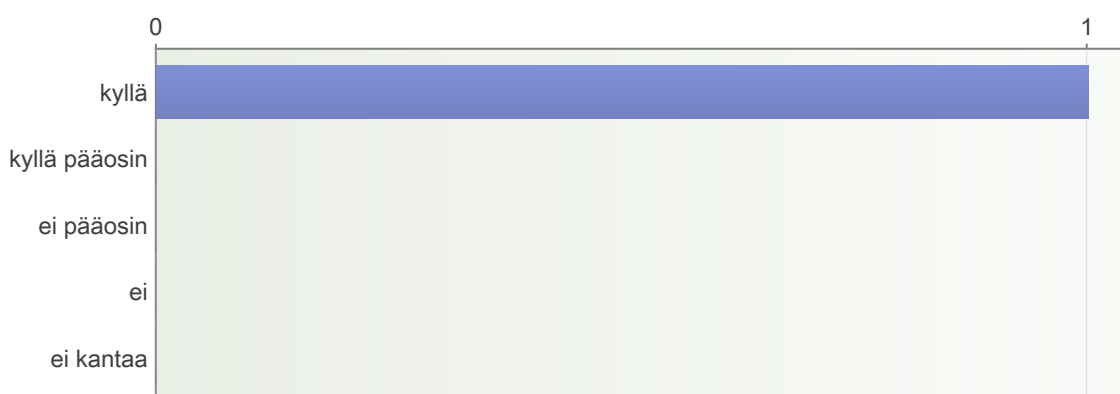 0 1
kyllä
kyllä pääosin
ei pääosin
ei
ei kantaa